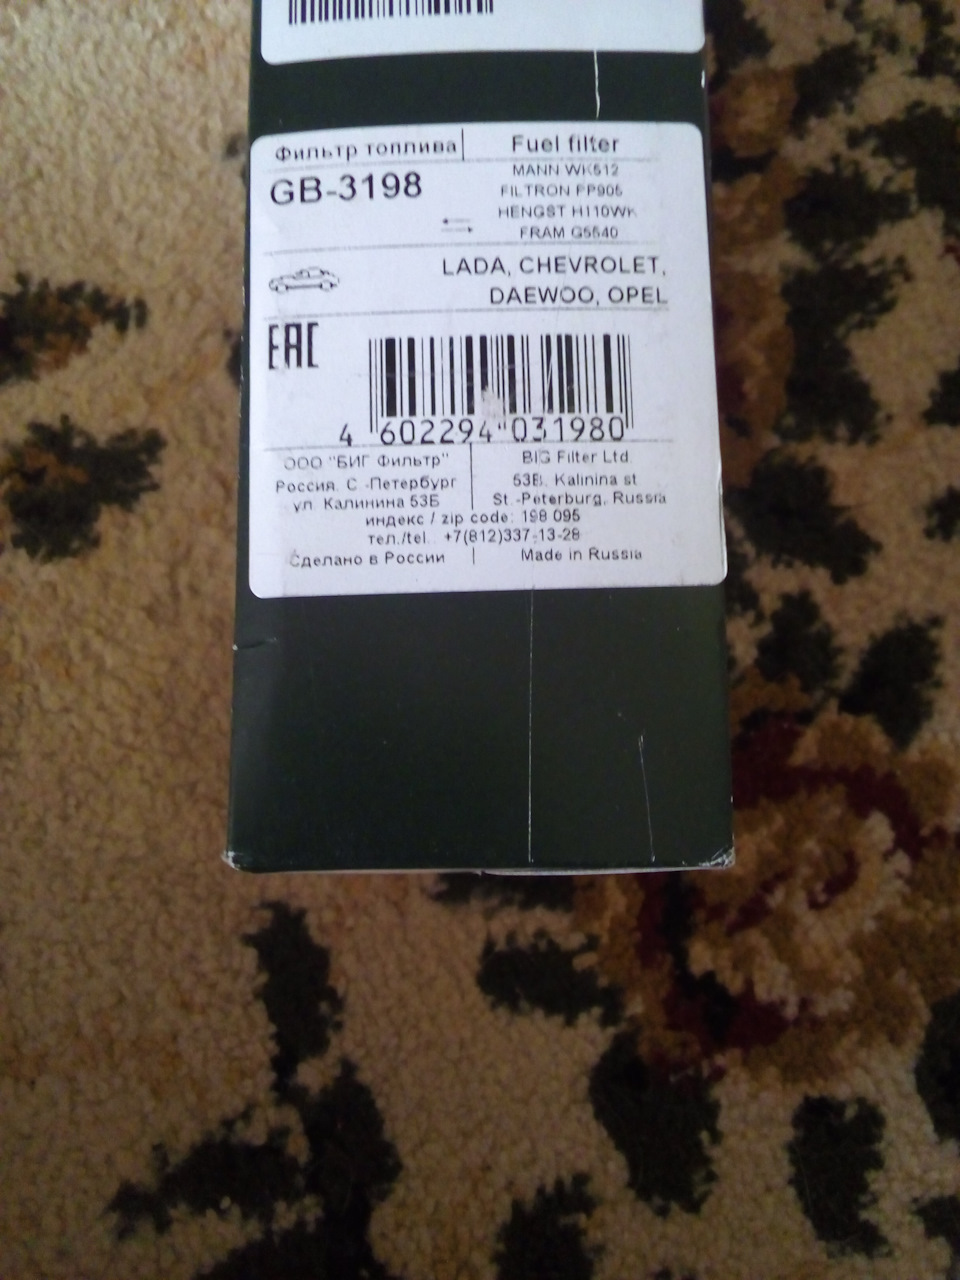 Фильтр топлива | Fuel filter
GB-3198
MANN WK512
FILTRON PP905
HENGST H110WK
FRAM G5540
LADA, CHEVROLET,
DAEWOO, OPEL
EAC
4 602294 031980
ООО "БИГ Фильтр" | BIG Filter Ltd.
Россия. С.-Петербург | 53Б, Kalinina st
ул. Калинина 53Б | St.-Peterburg, Russia
индекс / zip code: 198 095
тел./tel.: +7(812)337-13-28
Сделано в России | Made in Russia